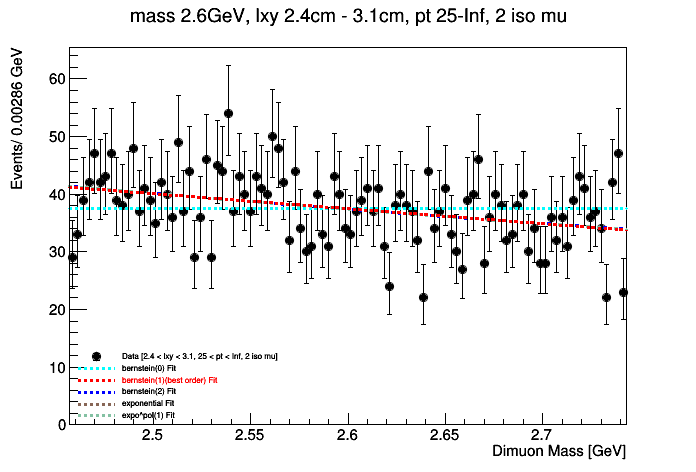 mass 2.6GeV, lxy 2.4cm - 3.1cm, pt 25-Inf, 2 iso mu
Events/ 0.00286 GeV
60
50
40
30
20
10
0
Data [2.4 < lxy < 3.1, 25 < pt < Inf, 2 iso mu]
bernstein(0) Fit
bernstein(1)(best order) Fit
bernstein(2) Fit
exponential Fit
expo*pol(1) Fit
2.5 2.55 2.6 2.65 2.7
Dimuon Mass [GeV]